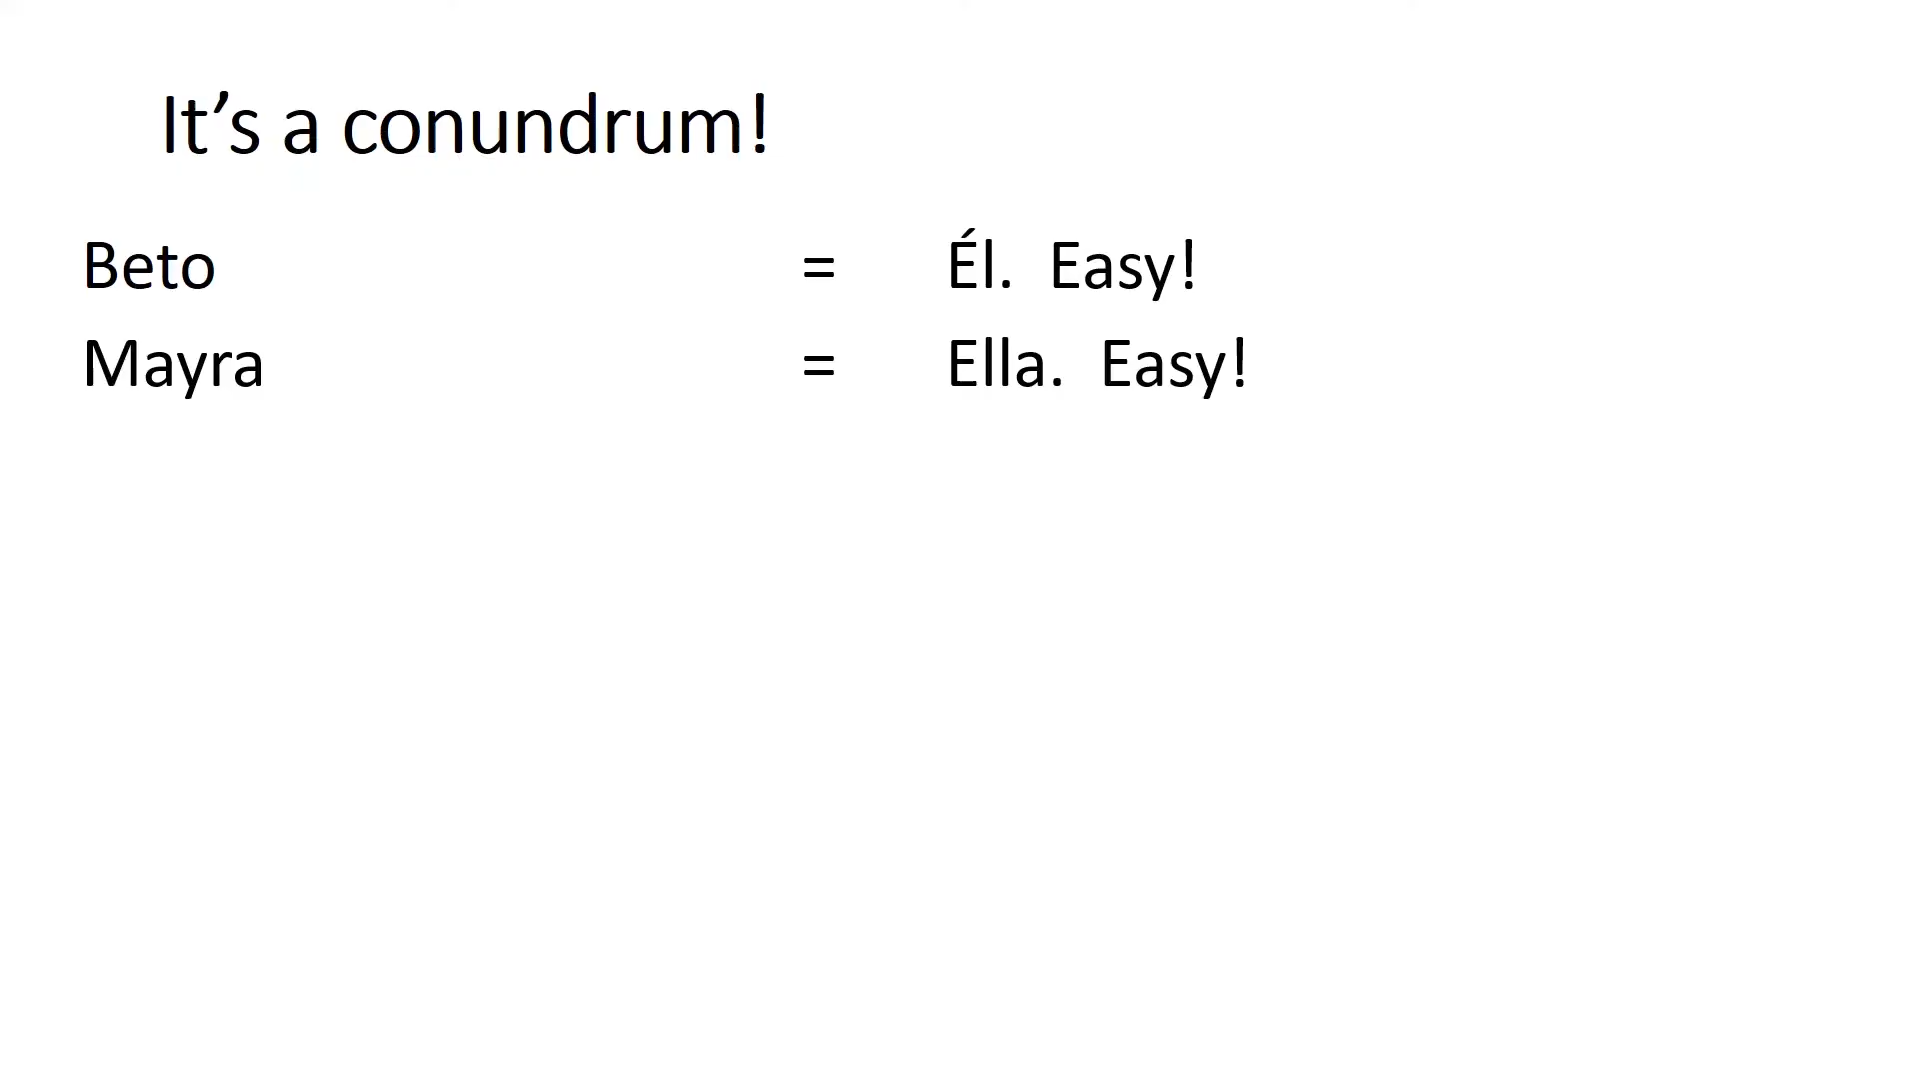 It’s a conundrum!
Beto = Él. Easy!
Mayra = Ella. Easy!